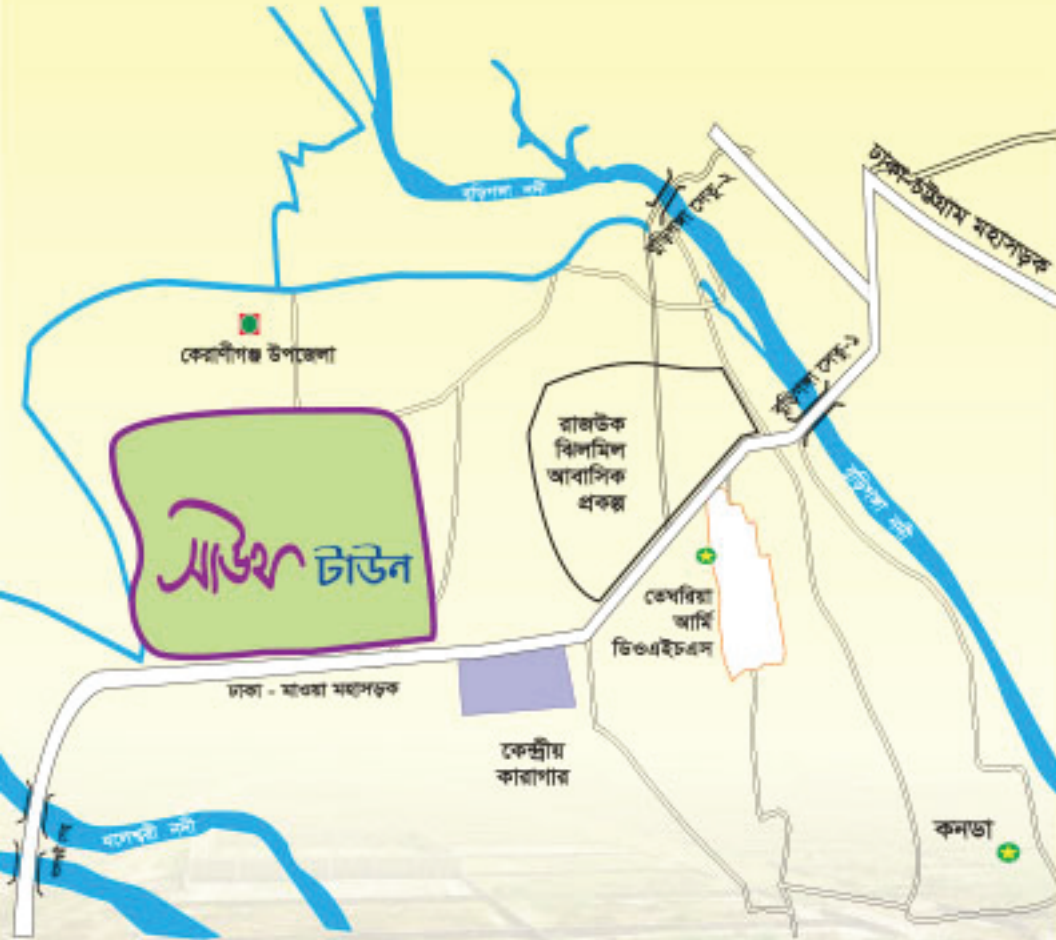 ঢাকা-চট্টগ্রাম মহাসড়ক
বুড়িগঙ্গা নদী
বুড়িগঙ্গা সেতু-২
কেরাণীগঞ্জ উপজেলা
বুড়িগঙ্গা সেতু-১
রাজউক
ঝিলমিল
আবাসিক
প্রকল্প
বুড়িগঙ্গা নদী
সাউথ টাউন
তেঘরিয়া
আর্মি
ডিওএইচএস
ঢাকা - মাওয়া মহাসড়ক
কেন্দ্রীয়
কারাগার
ধলেশ্বরী নদী
কনডা